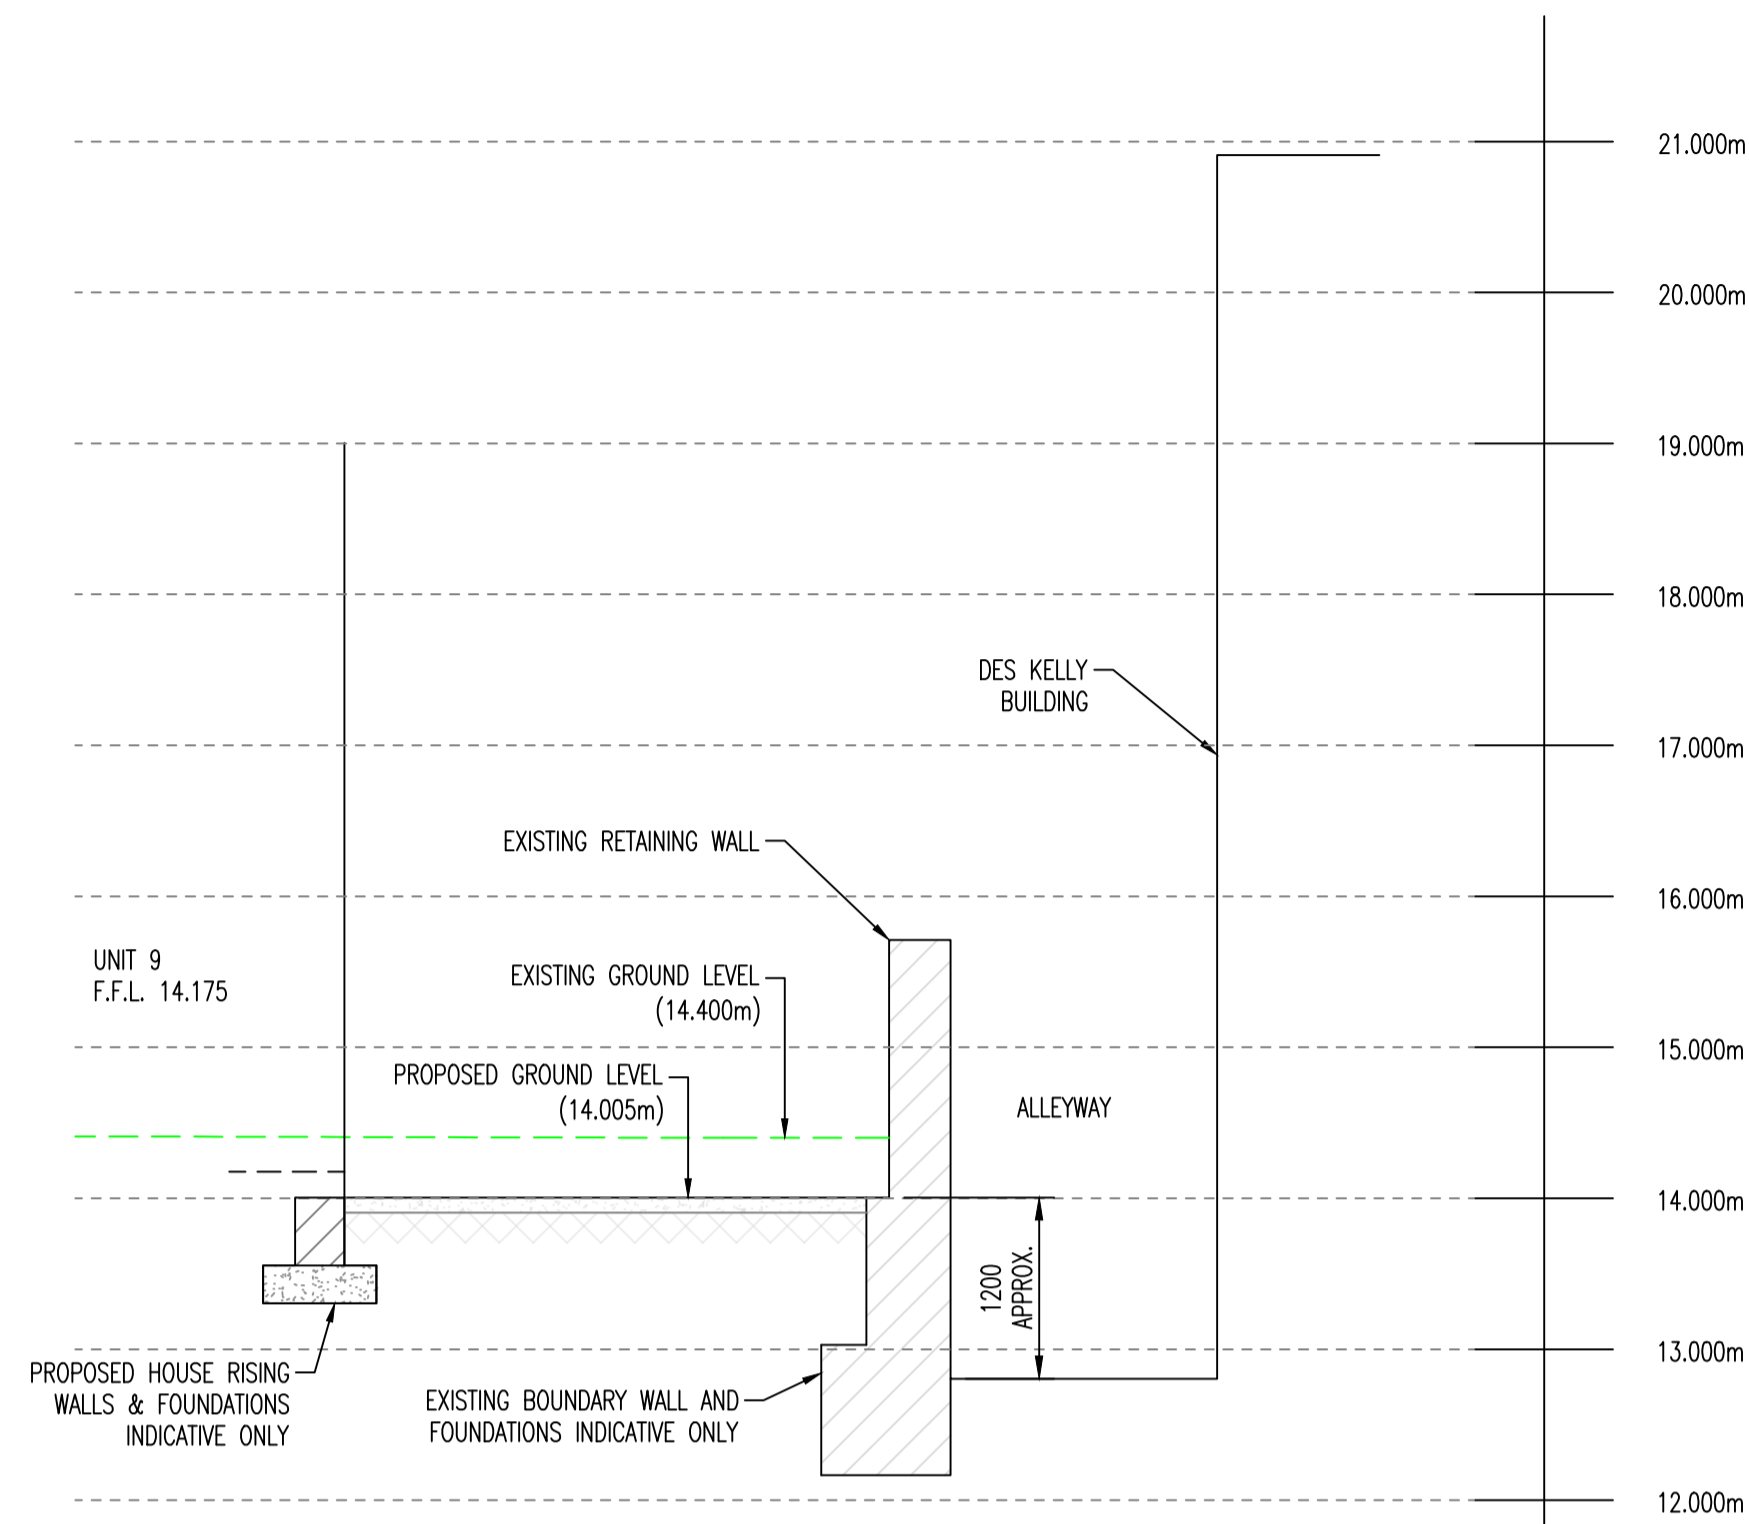 21.000m
20.000m
19.000m
18.000m
DES KELLY
BUILDING
17.000m
EXISTING RETAINING WALL
16.000m
UNIT 9
F.F.L. 14.175
EXISTING GROUND LEVEL
(14.400m)
15.000m
PROPOSED GROUND LEVEL
(14.005m)
ALLEYWAY
14.000m
1200
APPROX.
13.000m
PROPOSED HOUSE RISING
WALLS & FOUNDATIONS
INDICATIVE ONLY
EXISTING BOUNDARY WALL AND
FOUNDATIONS INDICATIVE ONLY
12.000m